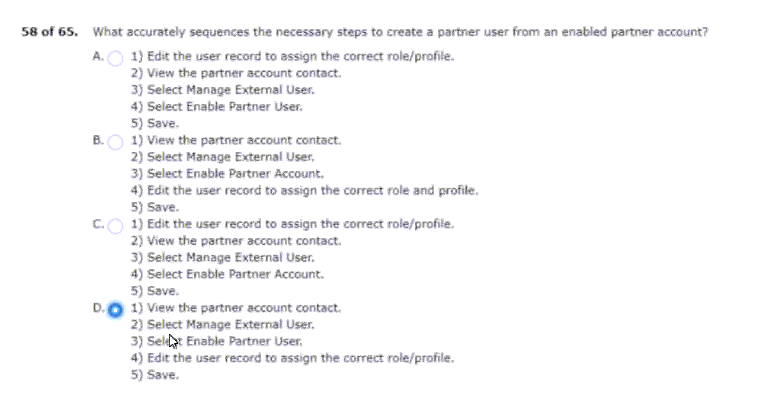 58 of 65. What accurately sequences the necessary steps to create a partner user from an enabled partner account?
A. 1) Edit the user record to assign the correct role/profile.
2) View the partner account contact.
3) Select Manage External User.
4) Select Enable Partner User.
5) Save.
B. 1) View the partner account contact.
2) Select Manage External User.
3) Select Enable Partner Account.
4) Edit the user record to assign the correct role and profile.
5) Save.
C. 1) Edit the user record to assign the correct role/profile.
2) View the partner account contact.
3) Select Manage External User.
4) Select Enable Partner Account.
5) Save.
D. 1) View the partner account contact.
2) Select Manage External User.
3) Select Enable Partner User.
4) Edit the user record to assign the correct role/profile.
5) Save.